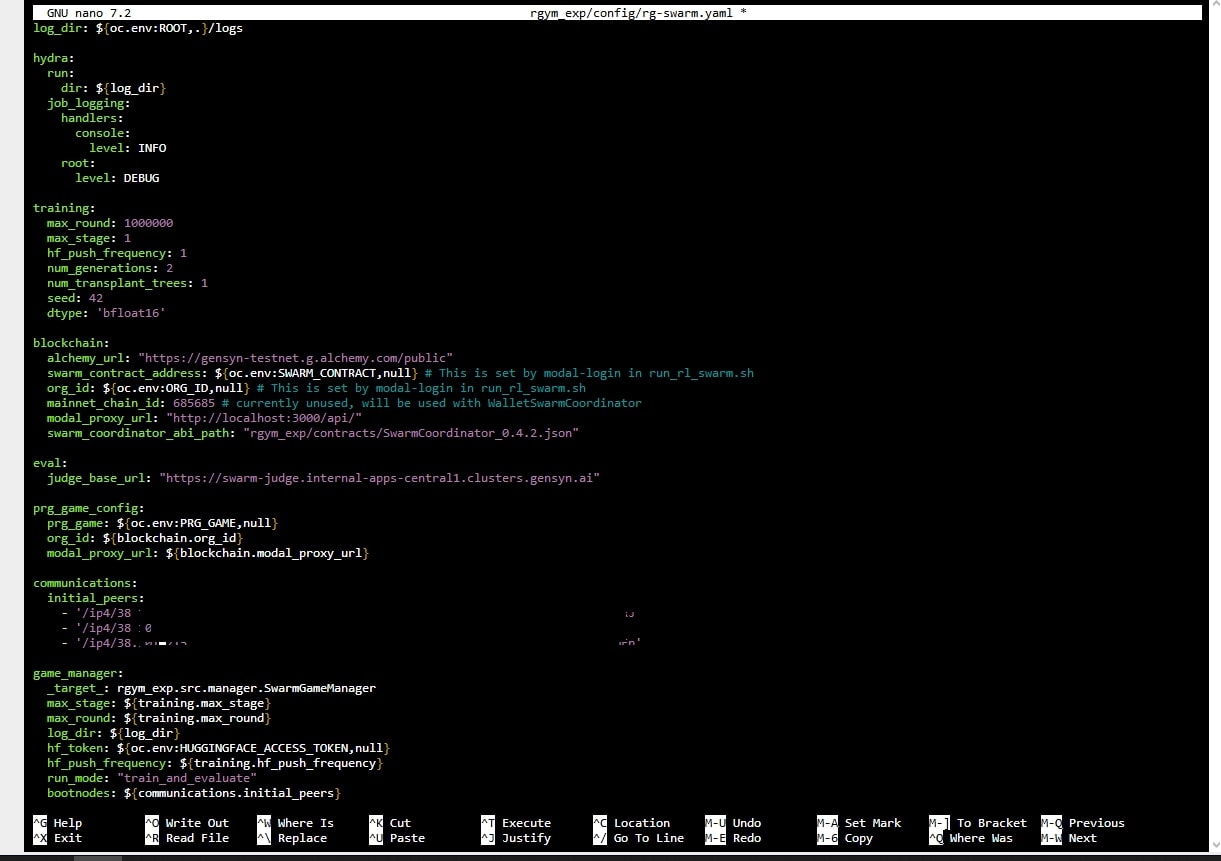 GNU nano 7.2 rgym_exp/config/rg-swarm.yaml *
log_dir: ${oc.env:ROOT,.}/logs
hydra:
  run:
    dir: ${log_dir}
  job_logging:
    handlers:
      console:
        level: INFO
    root:
      level: DEBUG
training:
  max_round: 1000000
  max_stage: 1
  hf_push_frequency: 1
  num_generations: 2
  num_transplant_trees: 1
  seed: 42
  dtype: 'bfloat16'
blockchain:
  alchemy_url: "https://gensyn-testnet.g.alchemy.com/public"
  swarm_contract_address: ${oc.env:SWARM_CONTRACT,null} # This is set by modal-login in run_rl_swarm.sh
  org_id: ${oc.env:ORG_ID,null} # This is set by modal-login in run_rl_swarm.sh
  mainnet_chain_id: 685685 # currently unused, will be used with WalletSwarmCoordinator
  modal_proxy_url: "http://localhost:3000/api/"
  swarm_coordinator_abi_path: "rgym_exp/contracts/SwarmCoordinator_0.4.2.json"
eval:
  judge_base_url: "https://swarm-judge.internal-apps-central1.clusters.gensyn.ai"
prg_game_config:
  prg_game: ${oc.env:PRG_GAME,null}
  org_id: ${blockchain.org_id}
  modal_proxy_url: ${blockchain.modal_proxy_url}
communications:
  initial_peers:
    - '/ip4/38
    - '/ip4/38
    - '/ip4/38.
game_manager:
  _target_: rgym_exp.src.manager.SwarmGameManager
  max_stage: ${training.max_stage}
  max_round: ${training.max_round}
  log_dir: ${log_dir}
  hf_token: ${oc.env:HUGGINGFACE_ACCESS_TOKEN,null}
  hf_push_frequency: ${training.hf_push_frequency}
  run_mode: "train_and_evaluate"
  bootnodes: ${communications.initial_peers}
^G Help ^O Write Out ^W Where Is ^K Cut ^T Execute ^C Location M-U Undo M-A Set Mark M-] To Bracket M-Q Previous
^X Exit ^R Read File ^\ Replace ^U Paste ^J Justify ^/ Go To Line M-E Redo M-6 Copy ^Q Where Was M-W Next